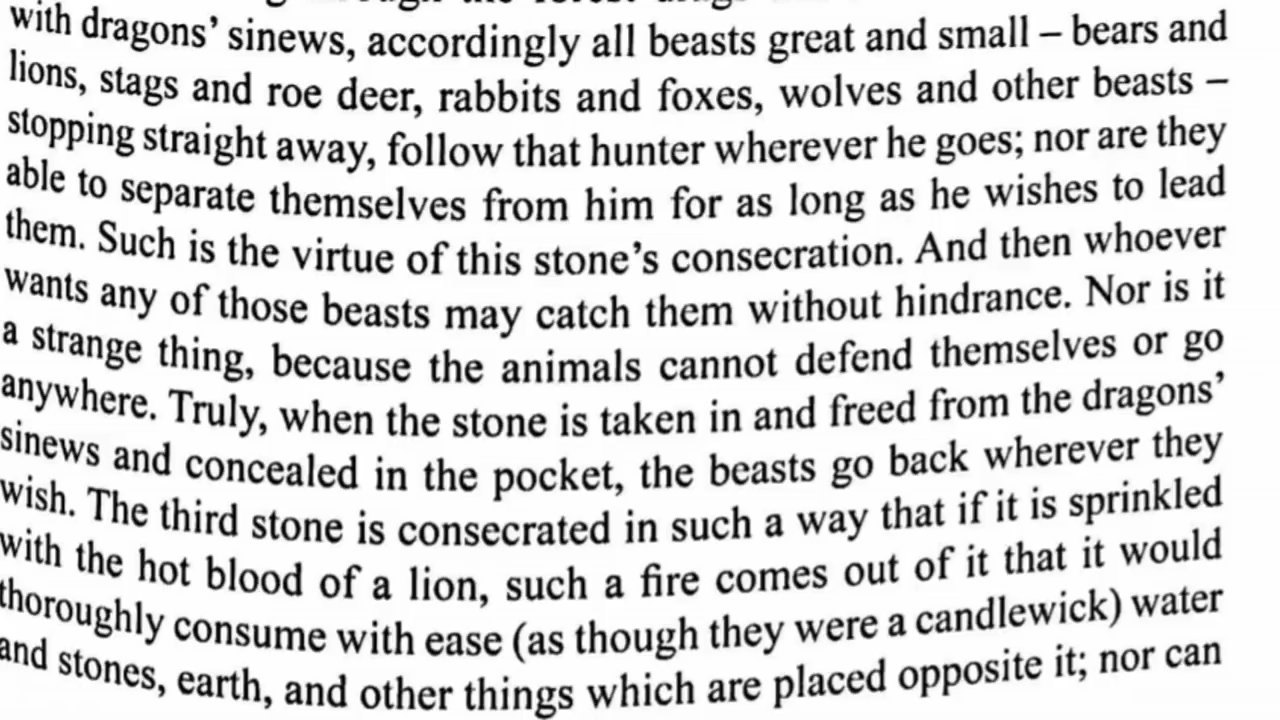 through the forest
with dragons’ sinews, accordingly all beasts great and small – bears and
lions, stags and roe deer, rabbits and foxes, wolves and other beasts –
stopping straight away, follow that hunter wherever he goes; nor are they
able to separate themselves from him for as long as he wishes to lead
them. Such is the virtue of this stone’s consecration. And then whoever
wants any of those beasts may catch them without hindrance. Nor is it
a strange thing, because the animals cannot defend themselves or go
anywhere. Truly, when the stone is taken in and freed from the dragons’
sinews and concealed in the pocket, the beasts go back wherever they
wish. The third stone is consecrated in such a way that if it is sprinkled
with the hot blood of a lion, such a fire comes out of it that it would
thoroughly consume with ease (as though they were a candlewick) water
and stones, earth, and other things which are placed opposite it; nor can